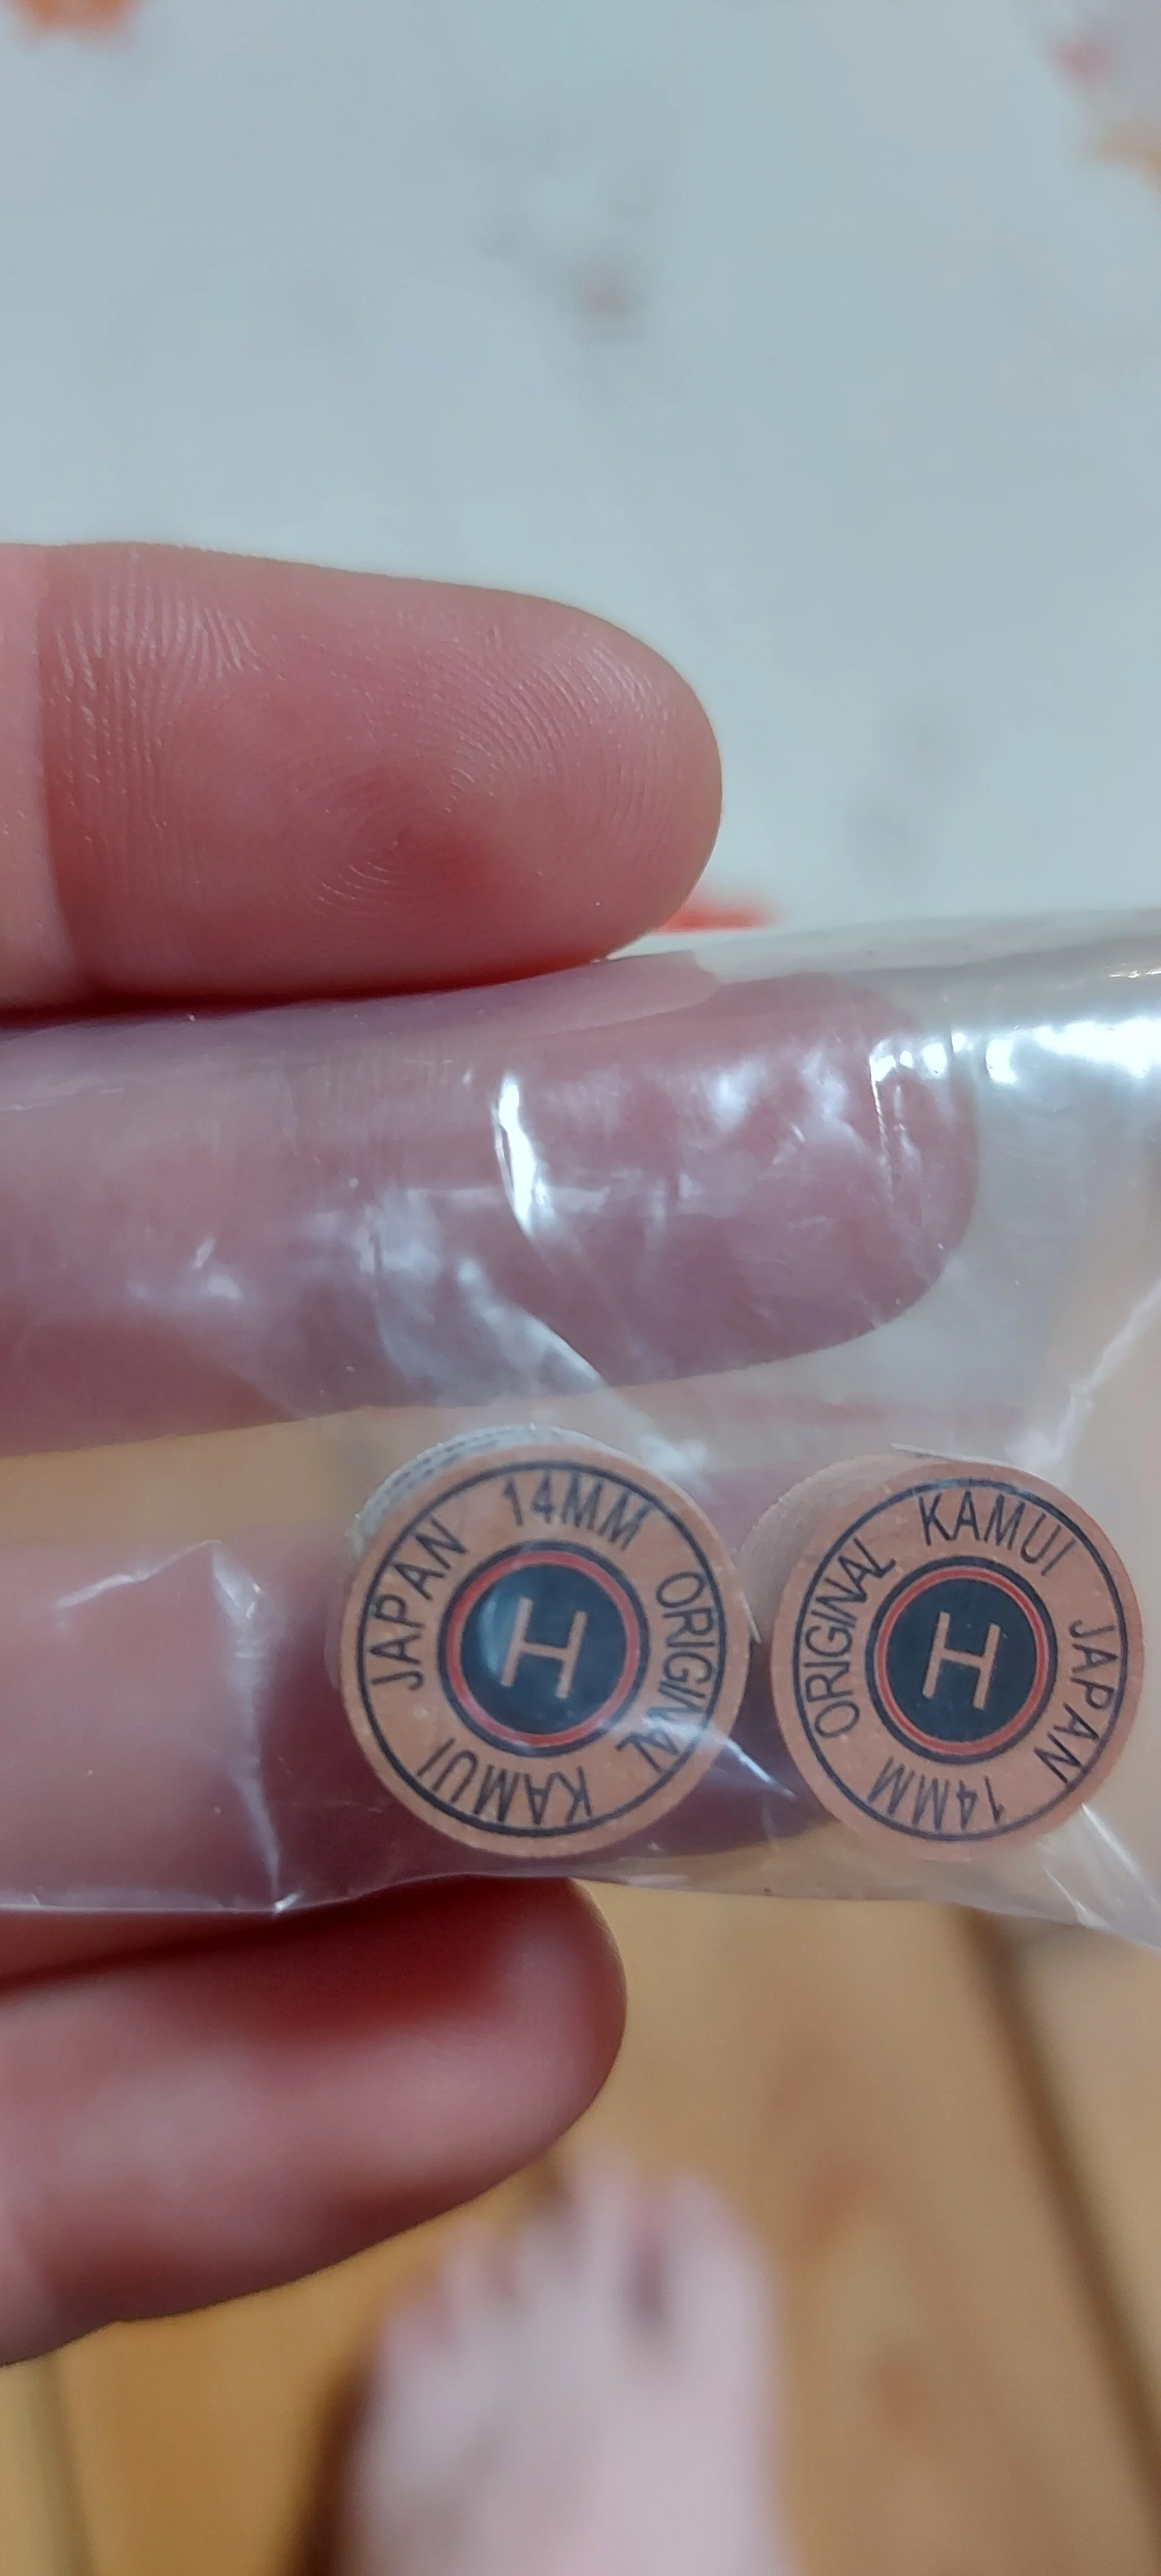 JAPAN 14MM ORIGINAL KAMUI
H
ORIGINAL KAMUI JAPAN 14MM
H